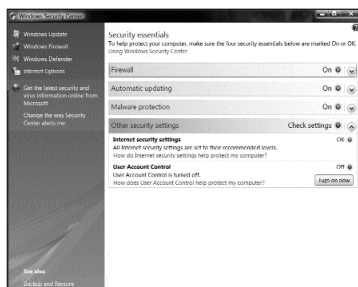 Windows Security Center
Windows Update
Windows Firewall
Windows Defender
Internet Options
Get the latest security and
virus information online from
Microsoft
Change the way Security
Center alerts me
See also
Backup and Restore
Security essentials
To help protect your computer, make sure the four security essentials below are marked On or OK.
Using Windows Security Center
Firewall On
Automatic updating On
Malware protection On
Other security settings Check settings
Internet security settings OK
All Internet security settings are set to their recommended levels.
How do Internet security settings help protect my computer?
User Account Control Off
User Account Control is turned off.
How does User Account Control help protect my computer?
Turn on now